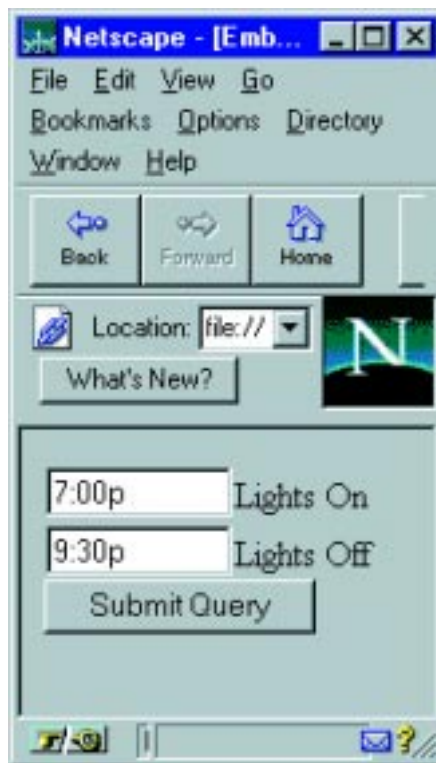 Netscape - [Emb...
File Edit View Go
Bookmarks Options Directory
Window Help
Back Forward Home
Location: file://
N
What's New?
7:00p Lights On
9:30p Lights Off
Submit Query
?